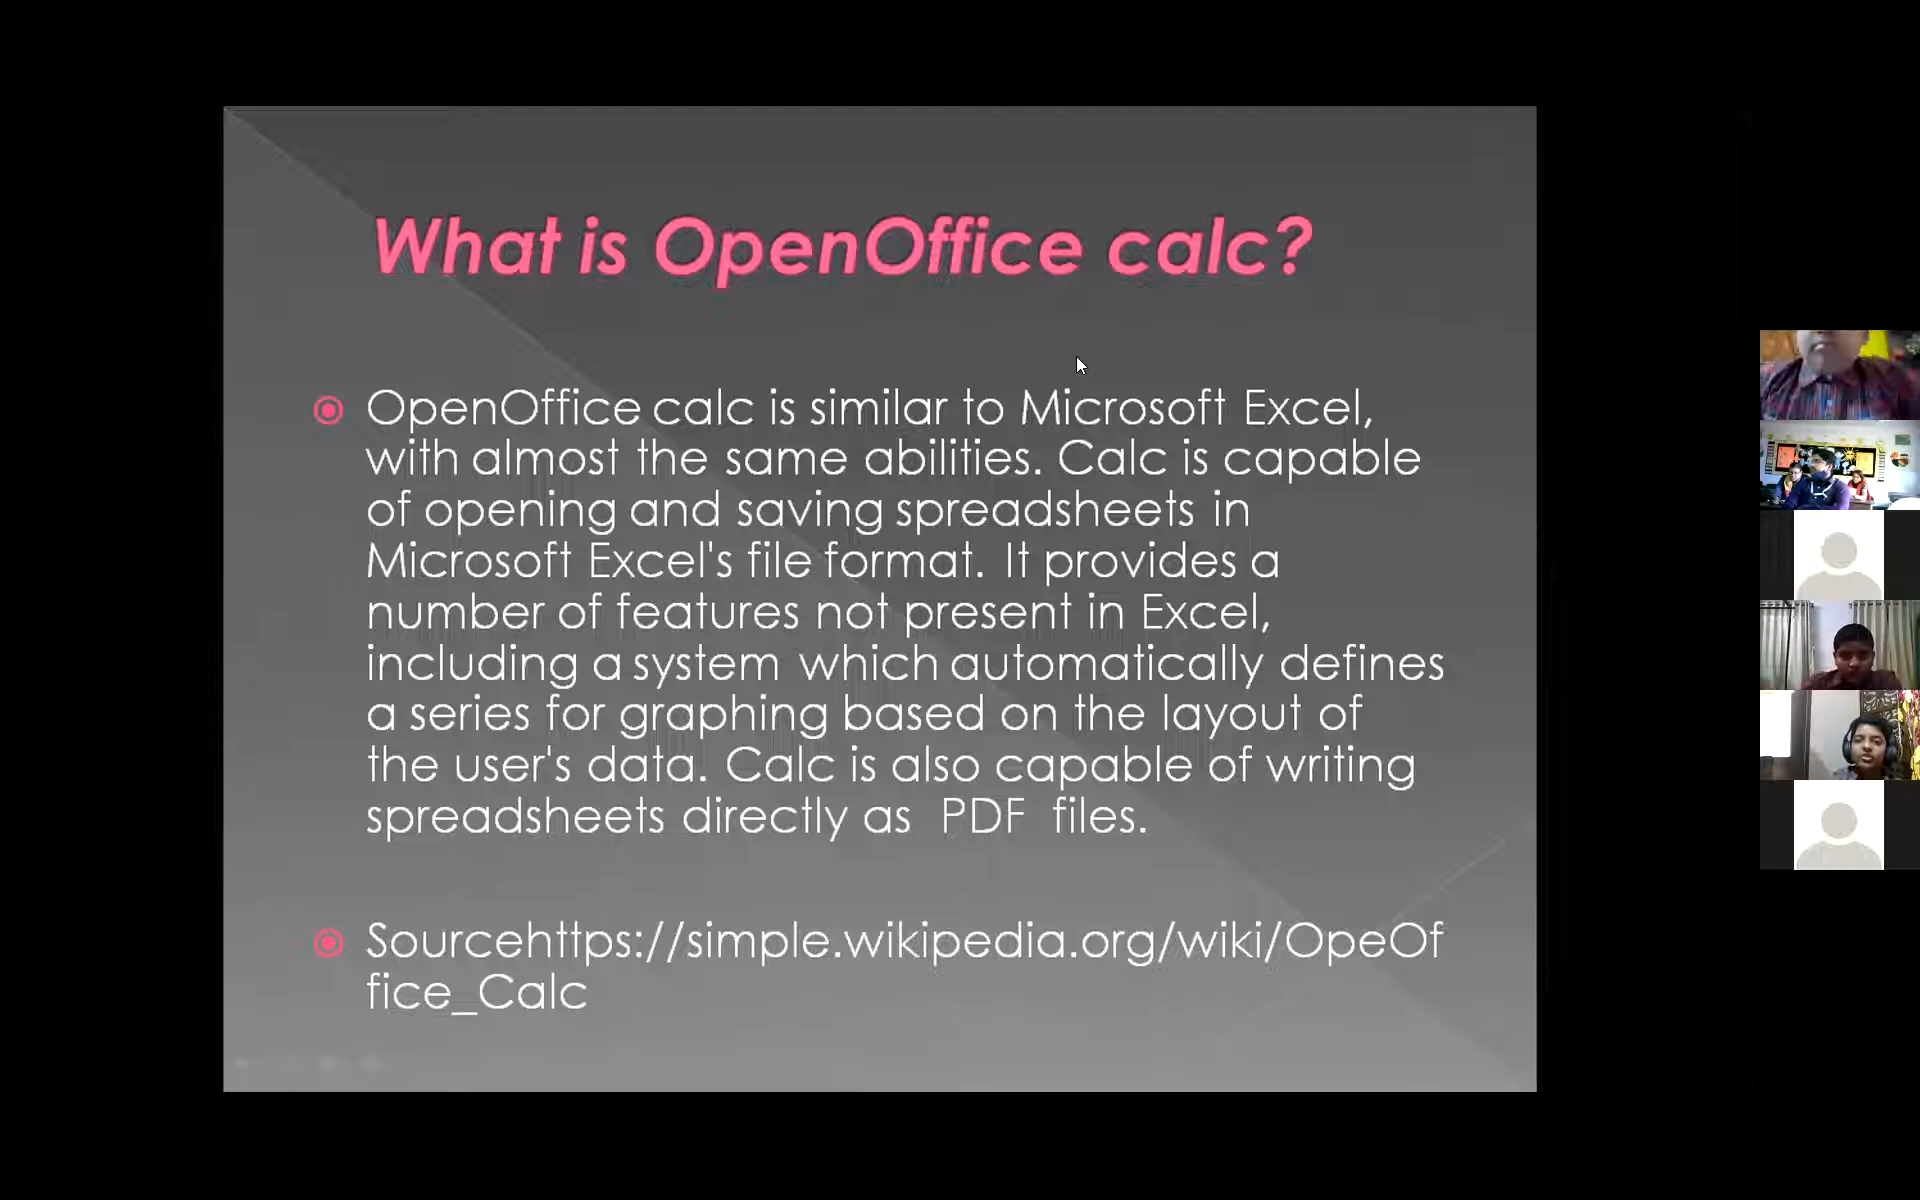 What is OpenOffice calc?
OpenOffice calc is similar to Microsoft Excel,
with almost the same abilities. Calc is capable
of opening and saving spreadsheets in
Microsoft Excel's file format. It provides a
number of features not present in Excel,
including a system which automatically defines
a series for graphing based on the layout of
the user's data. Calc is also capable of writing
spreadsheets directly as PDF files.
Sourcehttps://simple.wikipedia.org/wiki/OpeOf
fice_Calc